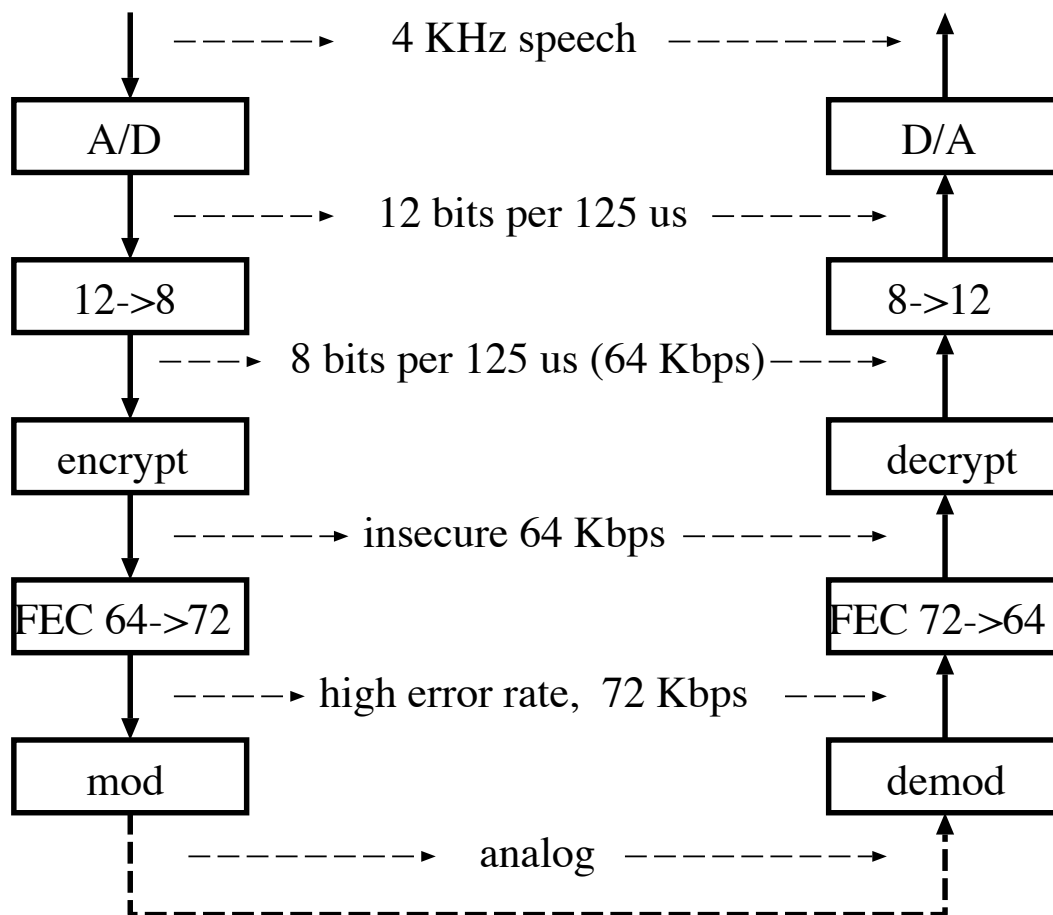 4 KHz speech
A/D
D/A
12 bits per 125 us
12->8
8->12
8 bits per 125 us (64 Kbps)
encrypt
decrypt
insecure 64 Kbps
FEC 64->72
FEC 72->64
high error rate, 72 Kbps
mod
demod
analog